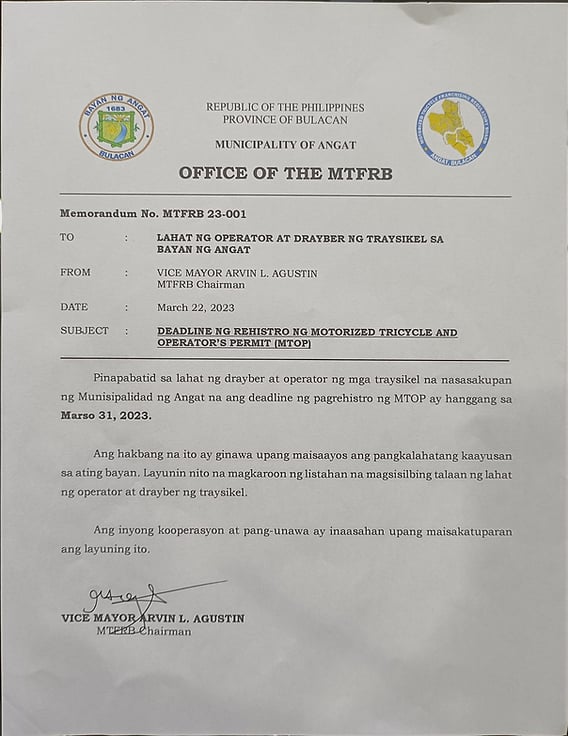 BAYAN NG ANGAT
1683
BULACAN
REPUBLIC OF THE PHILIPPINES
PROVINCE OF BULACAN
MUNICIPALITY OF ANGAT
OFFICE OF THE MTFRB
ANGAT, BULACAN
Memorandum No. MTFRB 23-001
TO : LAHAT NG OPERATOR AT DRAYBER NG TRAYSIKEL SA
BAYAN NG ANGAT
FROM : VICE MAYOR ARVIN L. AGUSTIN
MTFRB Chairman
DATE : March 22, 2023
SUBJECT : DEADLINE NG REHISTRO NG MOTORIZED TRICYCLE AND
OPERATOR'S PERMIT (MTOP)
Pinapabatid sa lahat ng drayber at operator ng mga traysikel na nasasakupan
ng Munisipalidad ng Angat na ang deadline ng pagrehistro ng MTOP ay hanggang sa
Marso 31, 2023.
Ang hakbang na ito ay ginawa upang maisaayos ang pangkalahatang kaayusan
sa ating bayan. Layunin nito na magkaroon ng listahan na magsisilbing talaan ng lahat
ng operator at drayber ng traysikel.
Ang inyong kooperasyon at pang-unawa ay inaasahan upang maisakatuparan
ang layuning ito.
VICE MAYOR ARVIN L. AGUSTIN
MTFRB Chairman